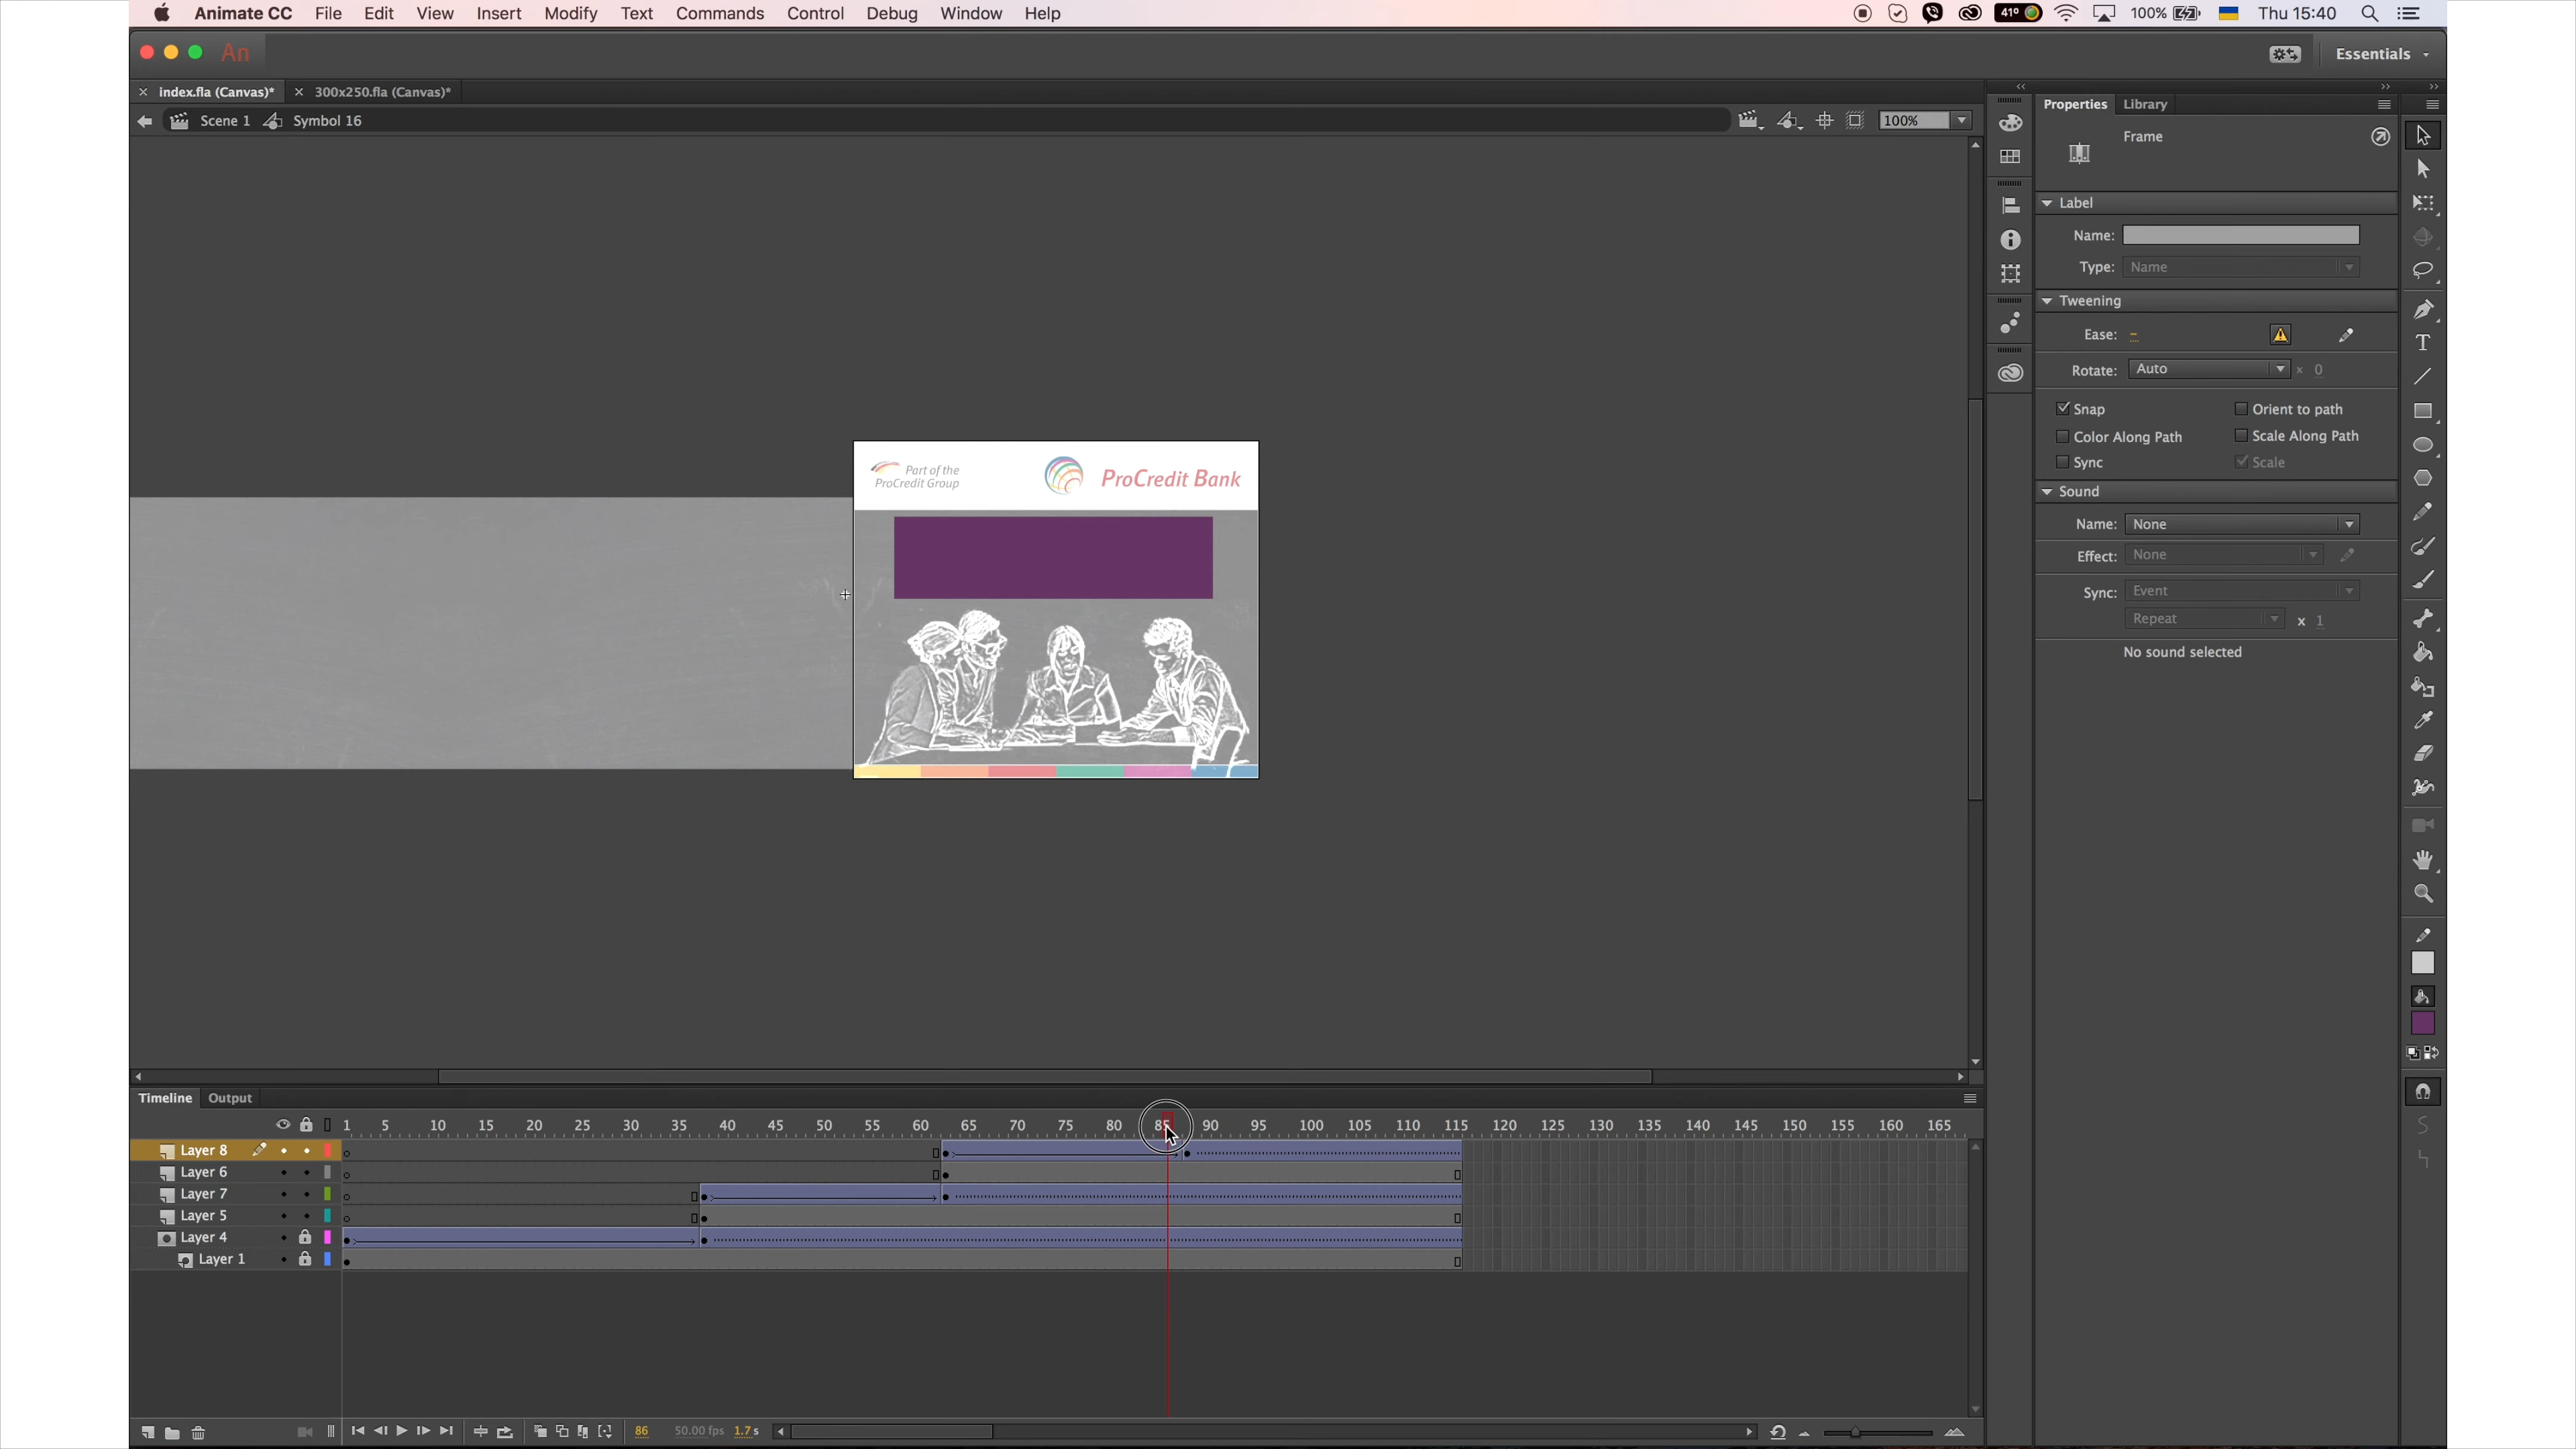 Animate CC File Edit View Insert Modify Text Commands Control Debug Window Help 41° 100% Thu 15:40
An Essentials
index.fla (Canvas)* 300x250.fla (Canvas)*
Scene 1 Symbol 16 100%
Properties Library
Frame
Label
Name:
Type: Name
Tweening
Ease: –
Rotate: Auto x 0
Snap Orient to path
Color Along Path Scale Along Path
Sync Scale
Sound
Name: None
Effect: None
Sync: Event
Repeat x 1
No sound selected
Part of the
ProCredit Group
ProCredit Bank
Timeline Output
1 5 10 15 20 25 30 35 40 45 50 55 60 65 70 75 80 85 90 95 100 105 110 115 120 125 130 135 140 145 150 155 160 165
Layer 8
Layer 6
Layer 7
Layer 5
Layer 4
Layer 1
86 50.00 fps 1.7 s